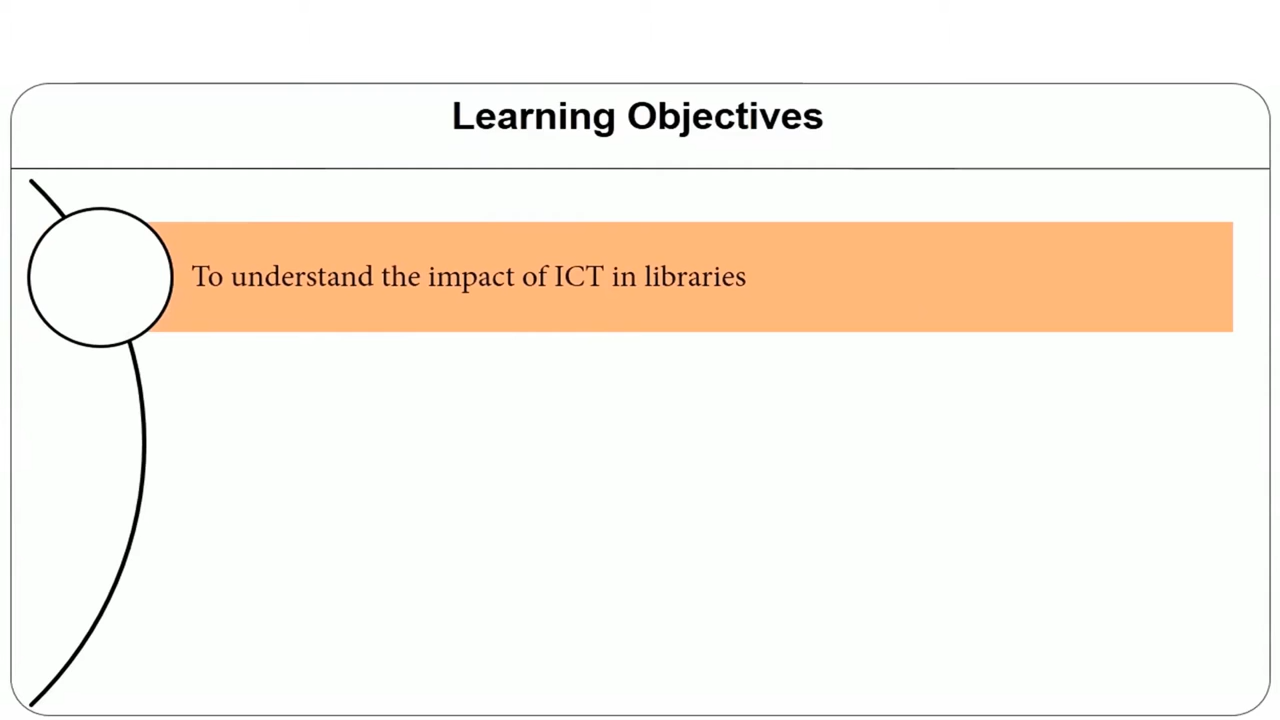 Learning Objectives
To understand the impact of ICT in libraries